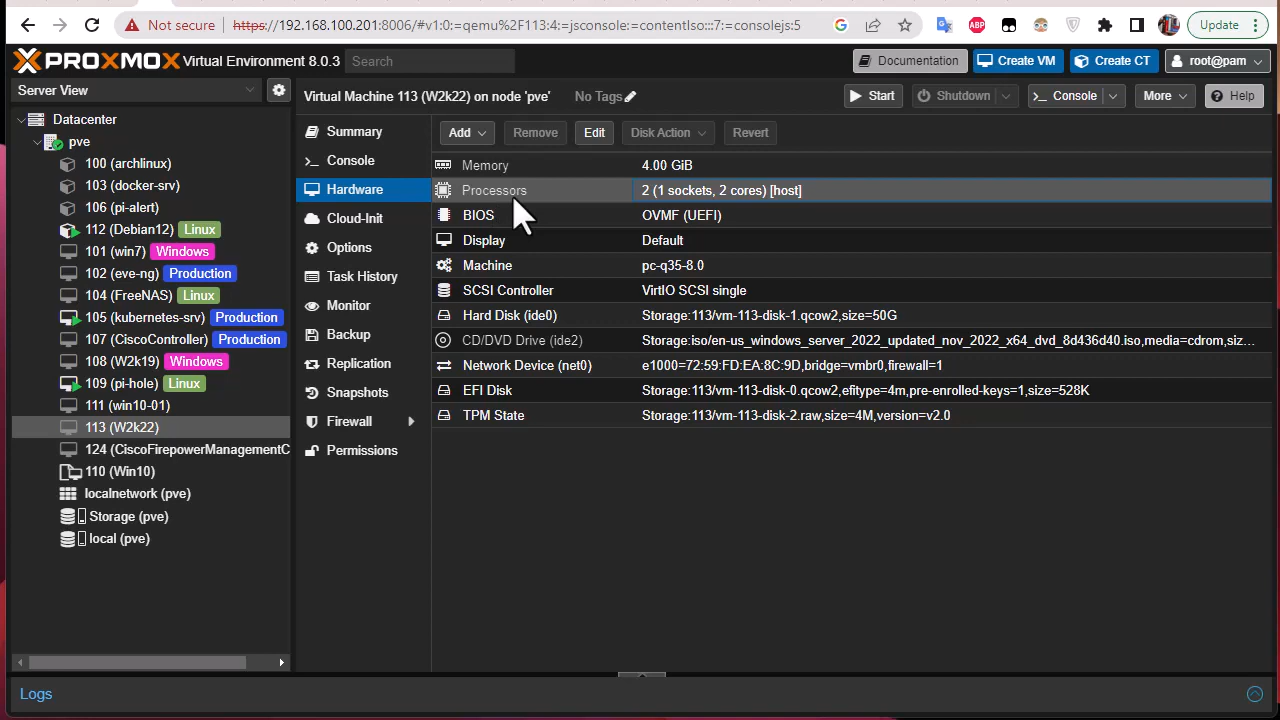 Not secure https://192.168.100.201:8006/#v1:0:=qemu%2F113:4:=jsconsole:=contentIso:::7:=consolejs:5 Update
PROXMOX Virtual Environment 8.0.3 Search Documentation Create VM Create CT root@pam
Server View
Datacenter
pve
100 (archlinux)
103 (docker-srv)
106 (pi-alert)
112 (Debian12) Linux
101 (win7) Windows
102 (eve-ng) Production
104 (FreeNAS) Linux
105 (kubernetes-srv) Production
107 (CiscoController) Production
108 (W2k19) Windows
109 (pi-hole) Linux
111 (win10-01)
113 (W2k22)
124 (CiscoFirepowerManagementC
110 (Win10)
localnetwork (pve)
Storage (pve)
local (pve)
Virtual Machine 113 (W2k22) on node 'pve' No Tags Start Shutdown Console More Help
Summary
Console
Hardware
Cloud-Init
Options
Task History
Monitor
Backup
Replication
Snapshots
Firewall
Permissions
Add Remove Edit Disk Action Revert
Memory 4.00 GiB
Processors 2 (1 sockets, 2 cores) [host]
BIOS OVMF (UEFI)
Display Default
Machine pc-q35-8.0
SCSI Controller VirtIO SCSI single
Hard Disk (ide0) Storage:113/vm-113-disk-1.qcow2,size=50G
CD/DVD Drive (ide2) Storage:iso/en-us_windows_server_2022_updated_nov_2022_x64_dvd_8d436d40.iso,media=cdrom,siz...
Network Device (net0) e1000=72:59:FD:EA:8C:9D,bridge=vmbr0,firewall=1
EFI Disk Storage:113/vm-113-disk-0.qcow2,efitype=4m,pre-enrolled-keys=1,size=528K
TPM State Storage:113/vm-113-disk-2.raw,size=4M,version=v2.0
Logs